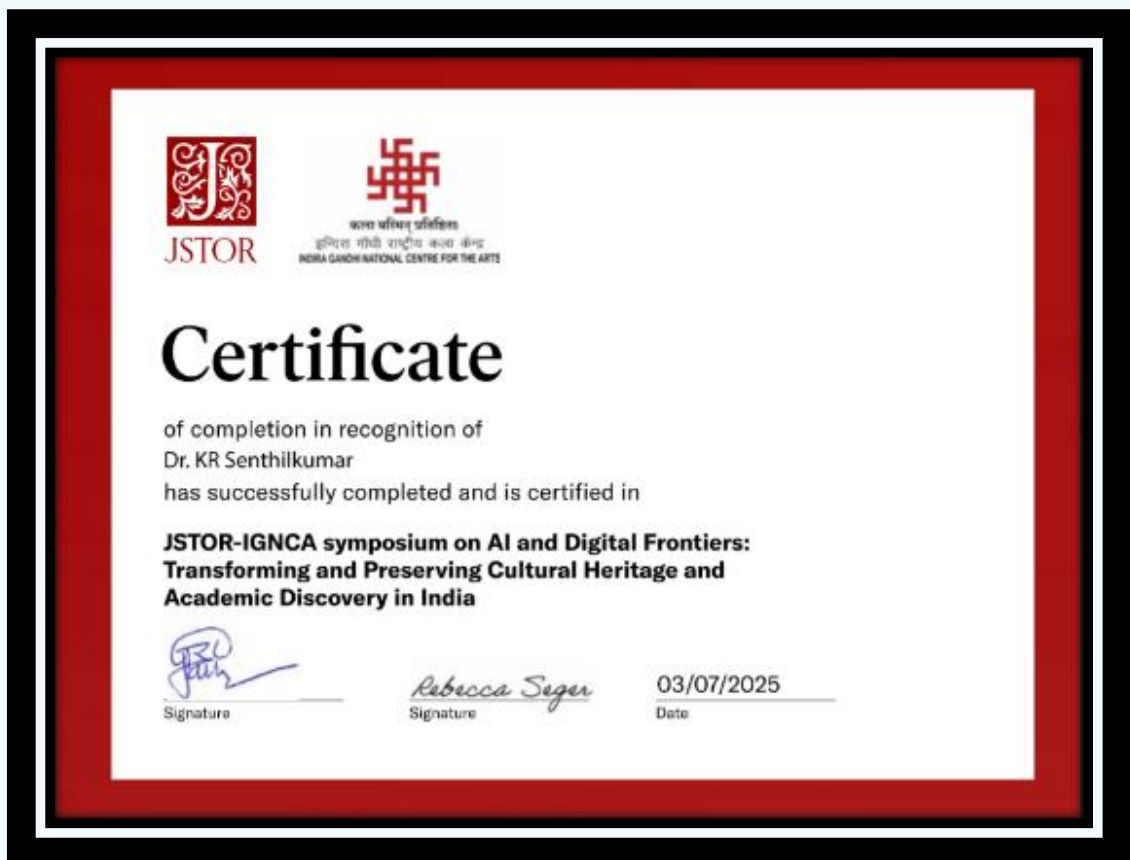 JSTOR
इन्दिरा गाँधी राष्ट्रीय कला केन्द्र
INDIRA GANDHI NATIONAL CENTRE FOR THE ARTS
Certificate
of completion in recognition of
Dr. KR Senthilkumar
has successfully completed and is certified in
JSTOR-IGNCA symposium on AI and Digital Frontiers:
Transforming and Preserving Cultural Heritage and
Academic Discovery in India
Rebecca Seger
03/07/2025
Signature
Signature
Date